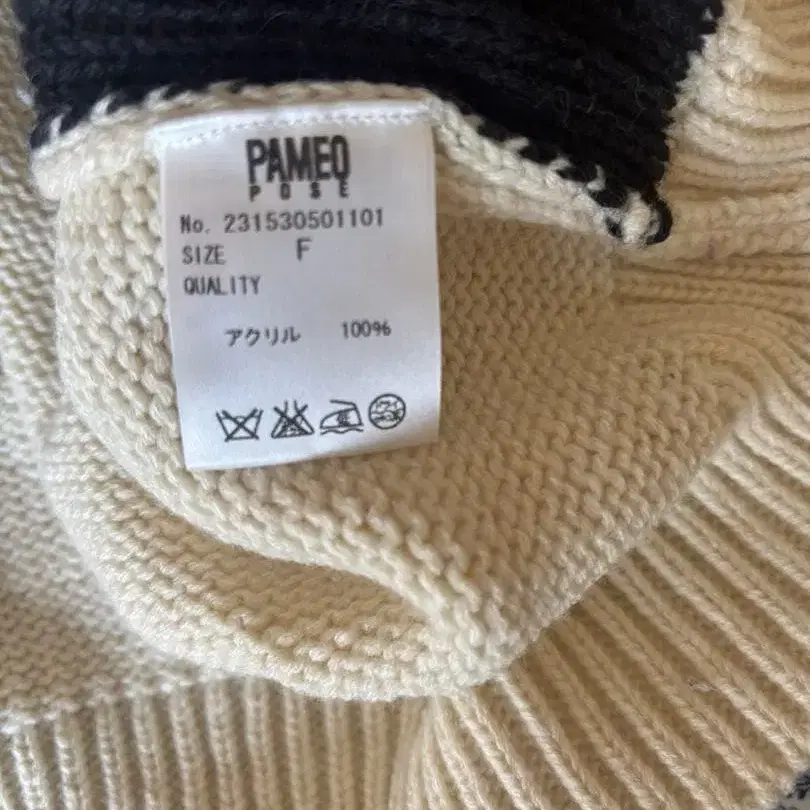 PAMEO
POSE
No. 231530501101
SIZE F
QUALITY
アクリル 100%